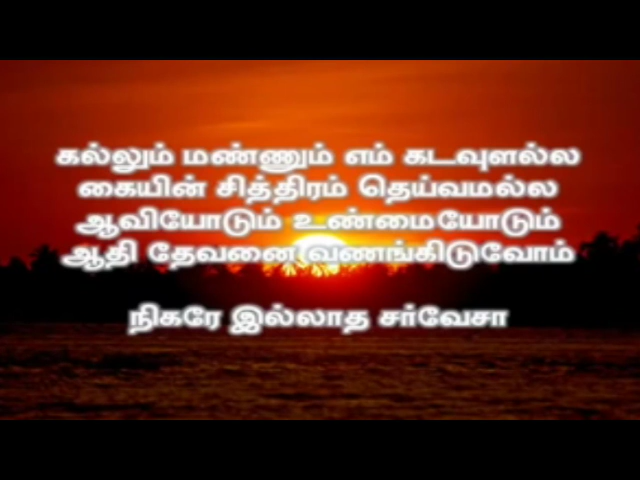 கல்லும் மண்ணும் எம் கடவுளல்ல
கையின் சித்திரம் தெய்வமல்ல
ஆவியோடும் உண்மையோடும்
ஆதி தேவனை வணங்கிடுவோம்
நிகரே இல்லாத சர்வேசா